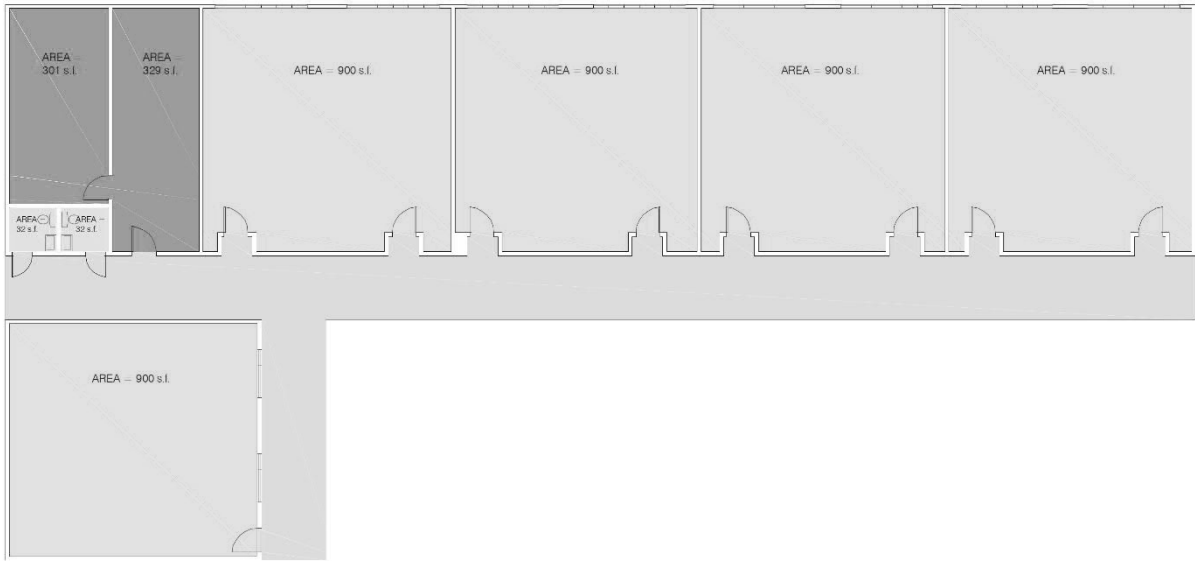 AREA =
301 s.f.
AREA =
329 s.f.
AREA = 900 s.f.
AREA = 900 s.f.
AREA = 900 s.f.
AREA = 900 s.f.
AREA =
32 s.f.
AREA =
32 s.f.
AREA = 900 s.f.